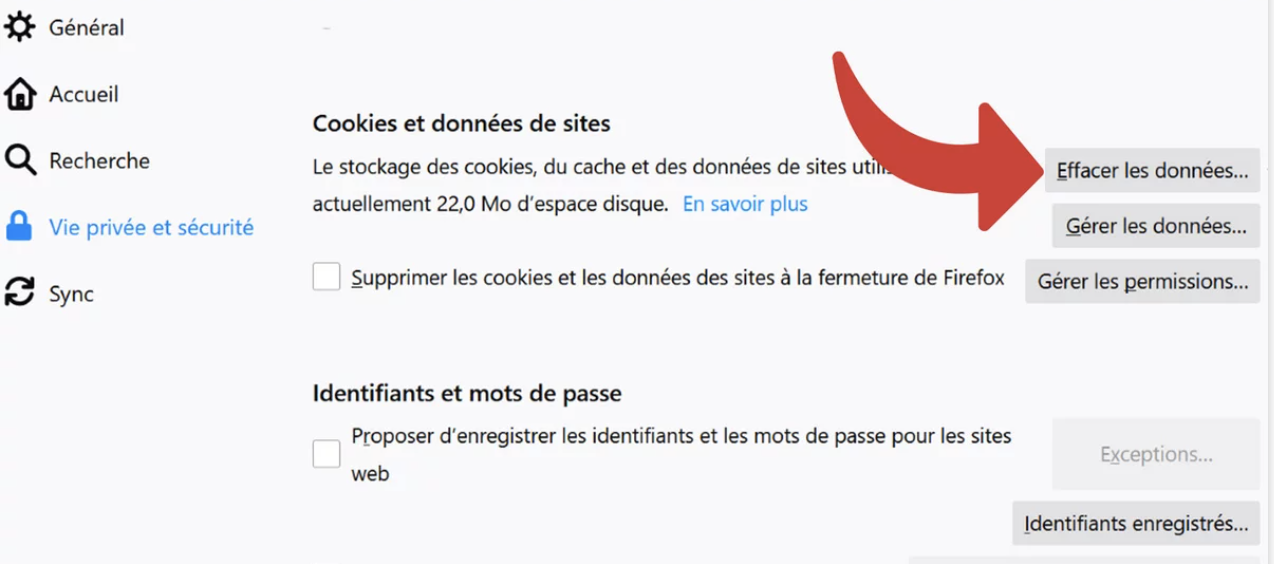 Général
Accueil
Recherche
Vie privée et sécurité
Sync
Cookies et données de sites
Le stockage des cookies, du cache et des données de sites
actuellement 22,0 Mo d’espace disque. En savoir plus
Effacer les données...
Gérer les données...
Supprimer les cookies et les données des sites à la fermeture de Firefox
Gérer les permissions...
Identifiants et mots de passe
Proposer d’enregistrer les identifiants et les mots de passe pour les sites
web
Exceptions...
Identifiants enregistrés...